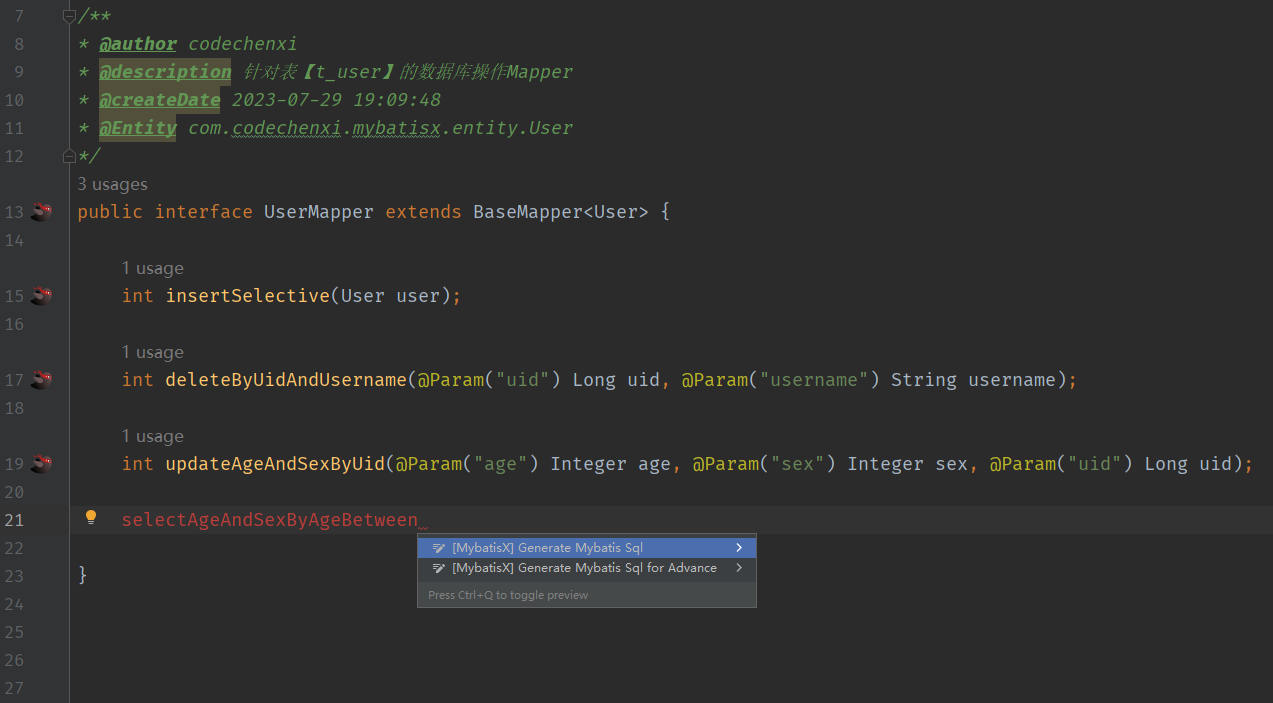 7 /**
8 * @author codechenxi
9 * @description 针对表【t_user】的数据库操作Mapper
10 * @createDate 2023-07-29 19:09:48
11 * @Entity com.codechenxi.mybatisx.entity.User
12 */
3 usages
13 public interface UserMapper extends BaseMapper<User> {
14
1 usage
15 int insertSelective(User user);
16
1 usage
17 int deleteByUidAndUsername(@Param("uid") Long uid, @Param("username") String username);
18
1 usage
19 int updateAgeAndSexByUid(@Param("age") Integer age, @Param("sex") Integer sex, @Param("uid") Long uid);
20
21 selectAgeAndSexByAgeBetween
22 [MybatisX] Generate Mybatis Sql
[MybatisX] Generate Mybatis Sql for Advance
23 }
Press Ctrl+Q to toggle preview
24
25
26
27